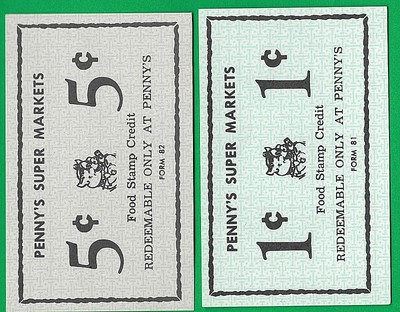 PENNY'S SUPER MARKETS
5¢ 5¢
Food Stamp Credit
REDEEMABLE ONLY AT PENNY'S
FORM 82
PENNY'S SUPER MARKETS
1¢ 1¢
Food Stamp Credit
REDEEMABLE ONLY AT PENNY'S
FORM 81